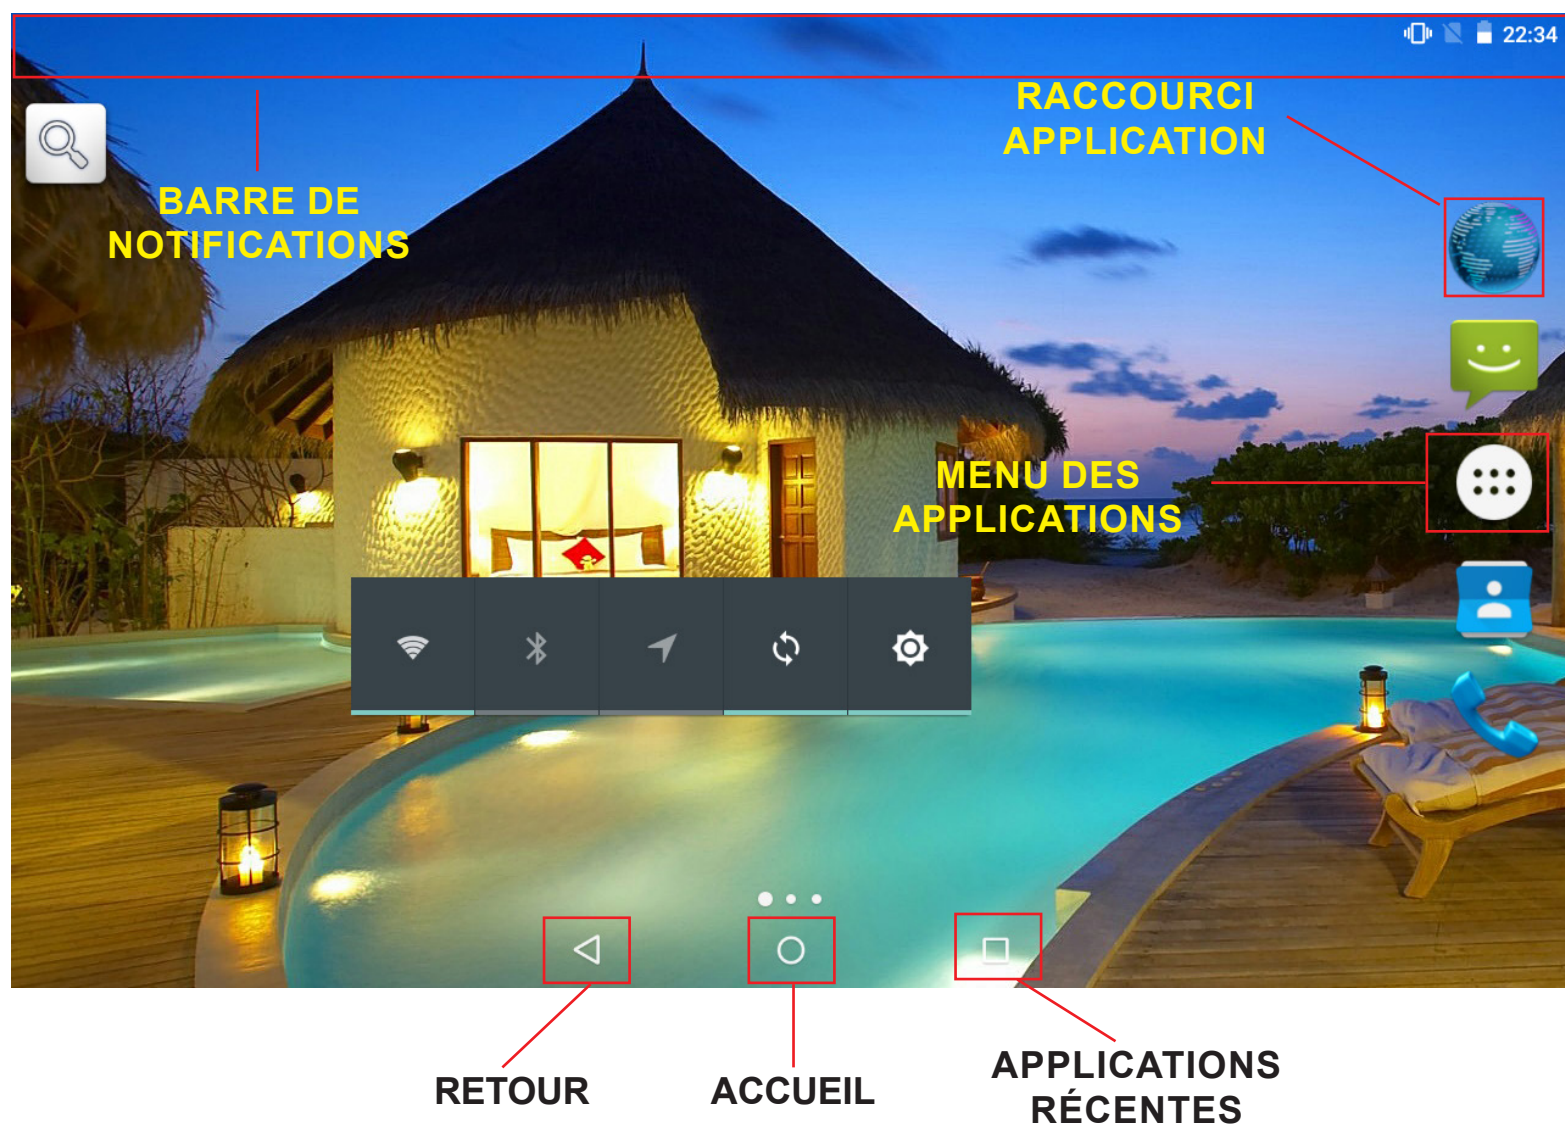 22:34
RACCOURCI
APPLICATION
BARRE DE
NOTIFICATIONS
MENU DES
APPLICATIONS
RETOUR
ACCUEIL
APPLICATIONS
RÉCENTES